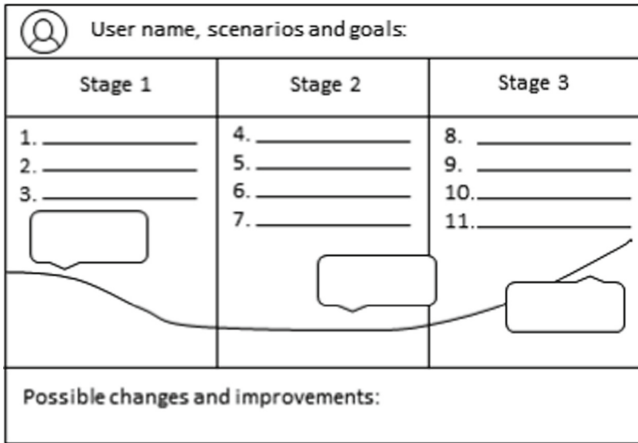 User name, scenarios and goals:
Stage 1
Stage 2
Stage 3
1.
2.
3.
4.
5.
6.
7.
8.
9.
10.
11.
Possible changes and improvements: